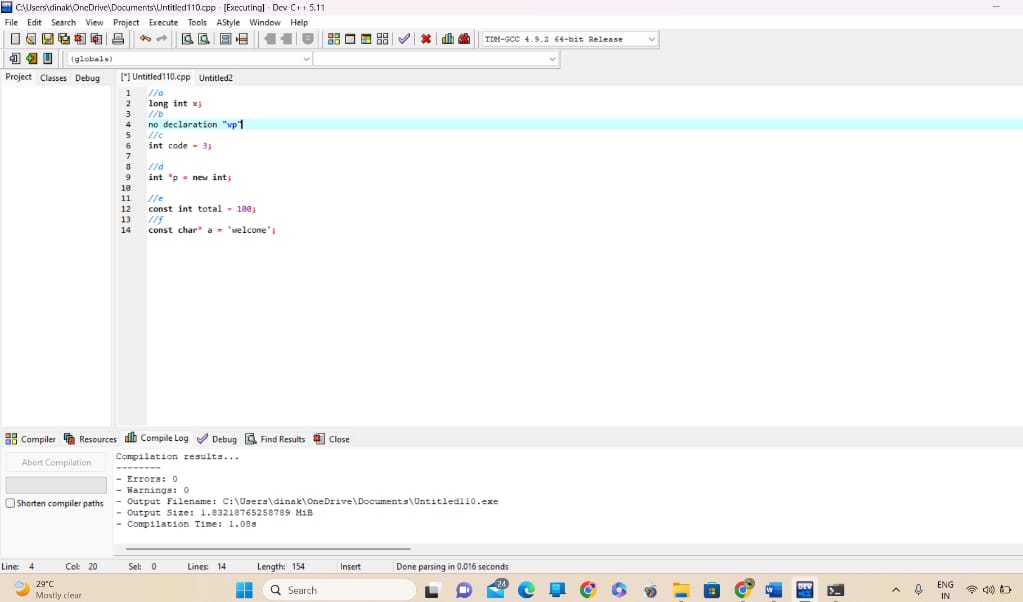 C:\Users\dinak\OneDrive\Documents\Untitled110.cpp - [Executing] - Dev-C++ 5.11
File Edit Search View Project Execute Tools AStyle Window Help
TDM-GCC 4.9.2 64-bit Release
(globals)
Project Classes Debug
[*] Untitled110.cpp Untitled2
1 //a
2 long int x;
3 //b
4 no declaration "vp"
5 //c
6 int code = 3;
7
8 //d
9 int *p = new int;
10
11 //e
12 const int total = 100;
13 //f
14 const char* a = 'welcome';
Compiler Resources Compile Log Debug Find Results Close
Abort Compilation
Shorten compiler paths
Compilation results...
--------
- Errors: 0
- Warnings: 0
- Output Filename: C:\Users\dinak\OneDrive\Documents\Untitled110.exe
- Output Size: 1.83218765258789 MiB
- Compilation Time: 1.08s
Line: 4 Col: 20 Sel: 0 Lines: 14 Length: 154 Insert Done parsing in 0.016 seconds
29°C
Mostly clear
Search
24
DEV
ENG
IN